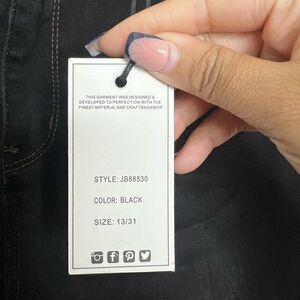 THIS GARMENT WAS DESIGNED &
DEVELOPED TO PERFECTION WITH THE
FINEST MATERIAL AND CRAFTSMANSHIP
STYLE: JB88530
COLOR: BLACK
SIZE: 13/31